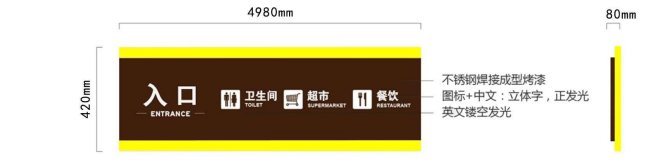 4980mm
80mm
420mm
入口
ENTRANCE
卫生间
TOILET
超市
SUPERMARKET
餐饮
RESTAURANT
不锈钢焊接成型烤漆
图标+中文：立体字，正发光
英文镂空发光